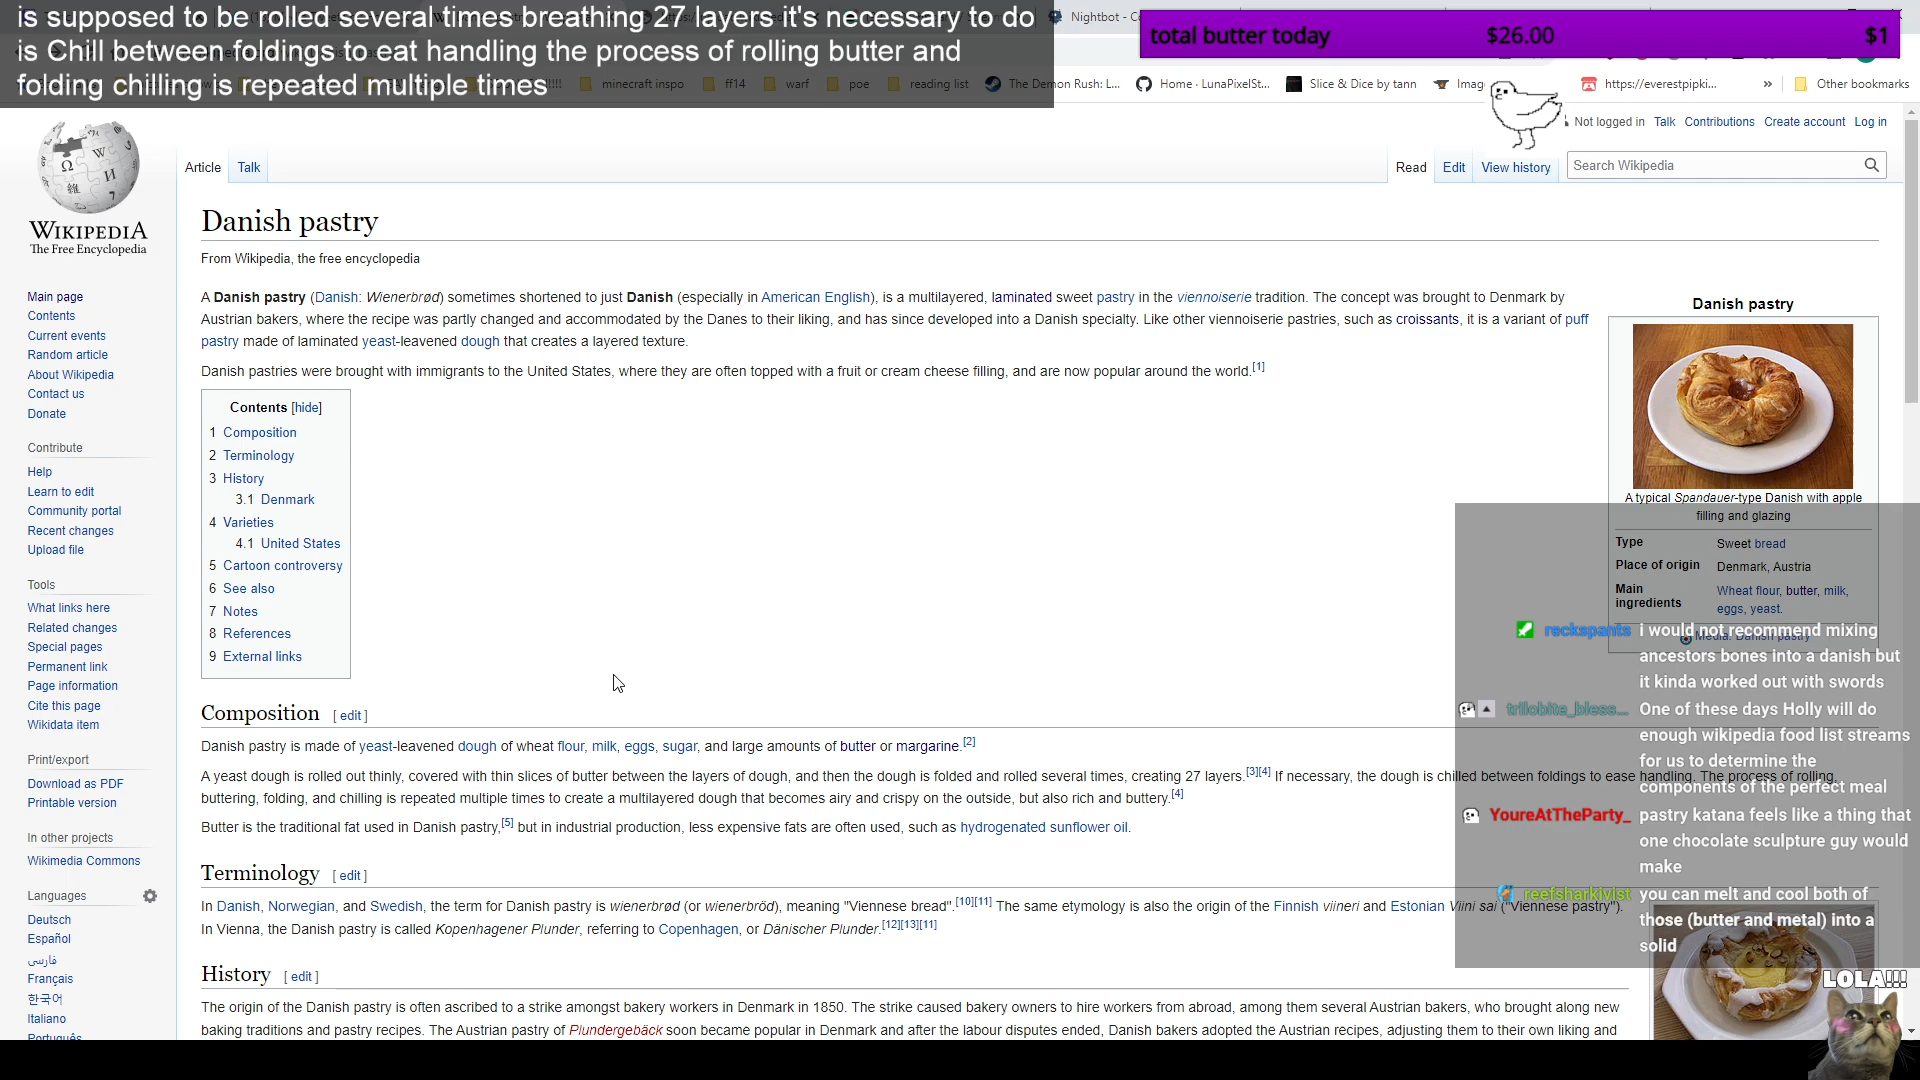 is supposed to be rolled several times breathing 27 layers it's necessary to do
is Chill between foldings to eat handling the process of rolling butter and
folding chilling is repeated multiple times
Nightbot - C
total butter today $26.00 $1
minecraft inspo
ff14
warf
poe
reading list
The Demon Rush: L...
Home · LunaPixelSt...
Slice & Dice by tann
Imag
https://everestpipki...
»
Other bookmarks
Not logged in Talk Contributions Create account Log in
Article Talk
Read Edit View history Search Wikipedia
WIKIPEDIA
The Free Encyclopedia
Main page
Contents
Current events
Random article
About Wikipedia
Contact us
Donate
Contribute
Help
Learn to edit
Community portal
Recent changes
Upload file
Tools
What links here
Related changes
Special pages
Permanent link
Page information
Cite this page
Wikidata item
Print/export
Download as PDF
Printable version
In other projects
Wikimedia Commons
Languages
Deutsch
Español
فارسی
Français
한국어
Italiano
Português
Danish pastry
From Wikipedia, the free encyclopedia
A Danish pastry (Danish: Wienerbrød) sometimes shortened to just Danish (especially in American English), is a multilayered, laminated sweet pastry in the viennoiserie tradition. The concept was brought to Denmark by
Austrian bakers, where the recipe was partly changed and accommodated by the Danes to their liking, and has since developed into a Danish specialty. Like other viennoiserie pastries, such as croissants, it is a variant of puff
pastry made of laminated yeast-leavened dough that creates a layered texture.
Danish pastries were brought with immigrants to the United States, where they are often topped with a fruit or cream cheese filling, and are now popular around the world.[1]
Contents [hide]
1 Composition
2 Terminology
3 History
3.1 Denmark
4 Varieties
4.1 United States
5 Cartoon controversy
6 See also
7 Notes
8 References
9 External links
Composition [ edit ]
Danish pastry is made of yeast-leavened dough of wheat flour, milk, eggs, sugar, and large amounts of butter or margarine.[2]
A yeast dough is rolled out thinly, covered with thin slices of butter between the layers of dough, and then the dough is folded and rolled several times, creating 27 layers.[3][4] If necessary, the dough is chilled between foldings to ease handling. The process of rolling,
buttering, folding, and chilling is repeated multiple times to create a multilayered dough that becomes airy and crispy on the outside, but also rich and buttery.[4]
Butter is the traditional fat used in Danish pastry,[5] but in industrial production, less expensive fats are often used, such as hydrogenated sunflower oil.
Terminology [ edit ]
In Danish, Norwegian, and Swedish, the term for Danish pastry is wienerbrød (or wienerbröd), meaning "Viennese bread".[10][11] The same etymology is also the origin of the Finnish viineri and Estonian Viini sai ("Viennese pastry").
In Vienna, the Danish pastry is called Kopenhagener Plunder, referring to Copenhagen, or Dänischer Plunder.[12][13][11]
History [ edit ]
The origin of the Danish pastry is often ascribed to a strike amongst bakery workers in Denmark in 1850. The strike caused bakery owners to hire workers from abroad, among them several Austrian bakers, who brought along new
baking traditions and pastry recipes. The Austrian pastry of Plundergebäck soon became popular in Denmark and after the labour disputes ended, Danish bakers adopted the Austrian recipes, adjusting them to their own liking and
Danish pastry
A typical Spandauer-type Danish with apple
filling and glazing
Type Sweet bread
Place of origin Denmark, Austria
Main
ingredients
Wheat flour, butter, milk,
eggs, yeast.
Media: Danish pastry
reckspants i would not recommend mixing
ancestors bones into a danish but
it kinda worked out with swords
trilobite_bless... One of these days Holly will do
enough wikipedia food list streams
for us to determine the
components of the perfect meal
YoureAtTheParty_ pastry katana feels like a thing that
one chocolate sculpture guy would
make
reefsharkivist you can melt and cool both of
those (butter and metal) into a
solid
LOLA!!!